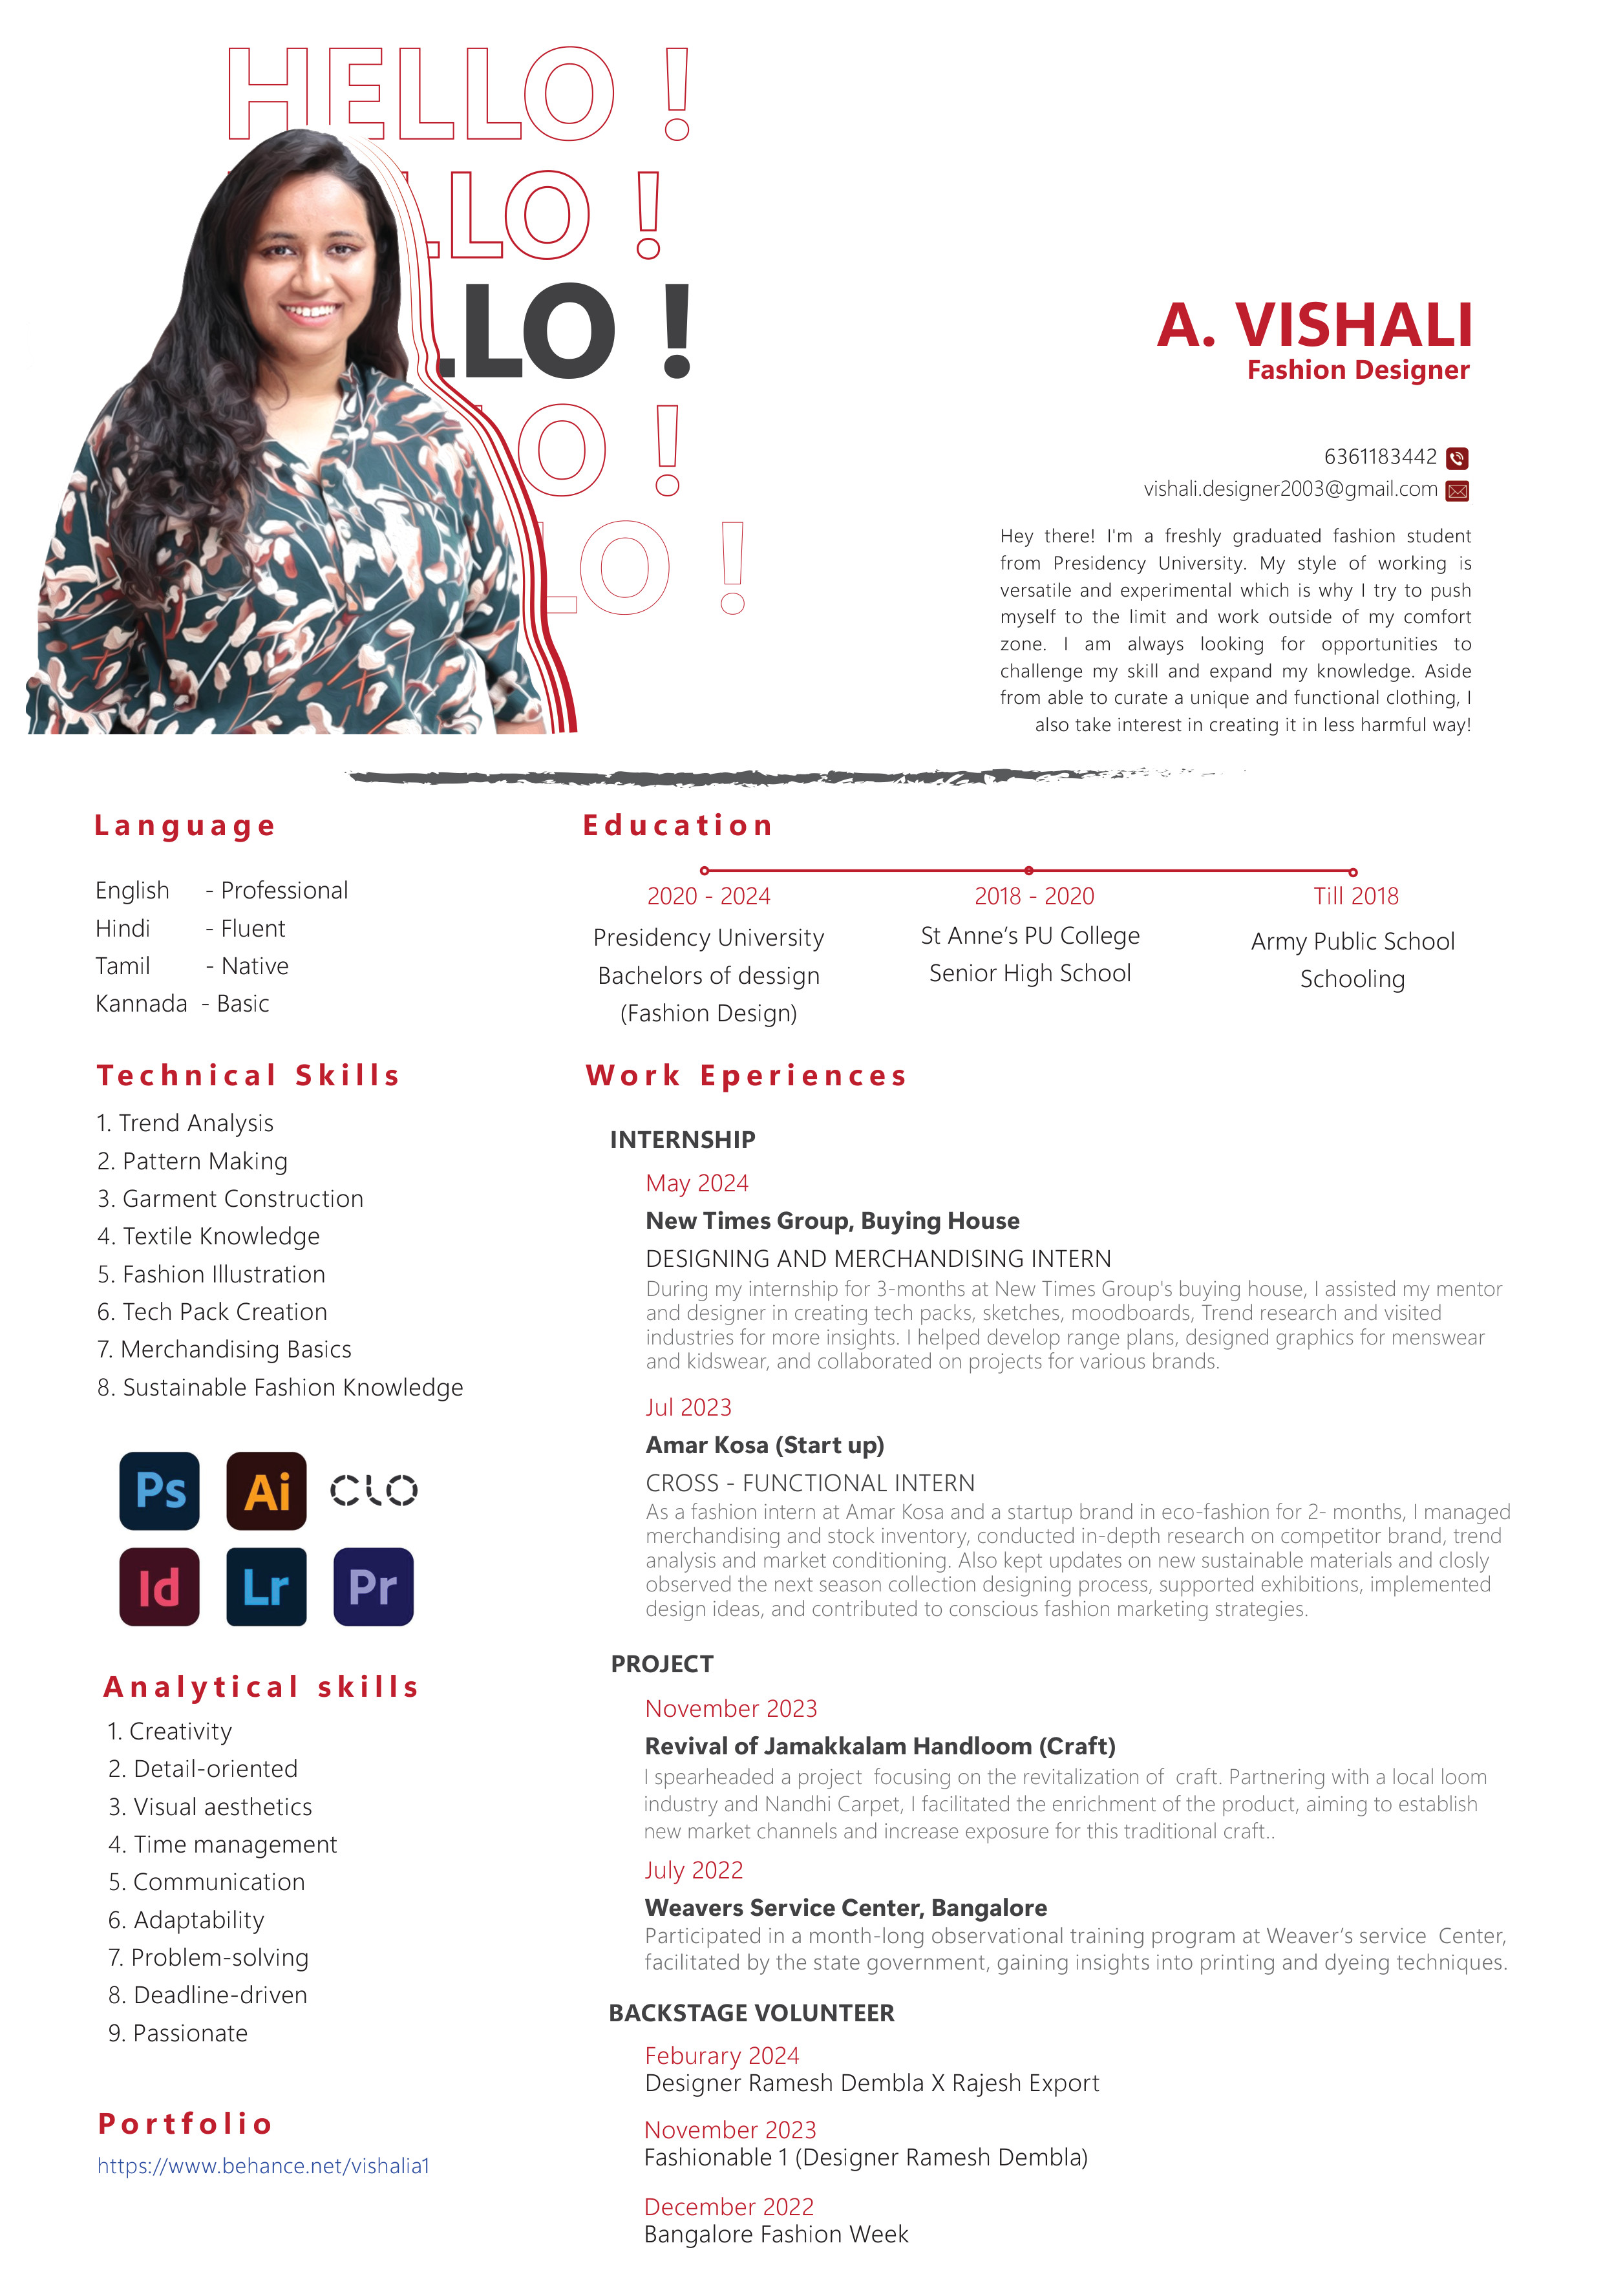 HELLO !
LLO !
LLO !
O !
LO !
A. VISHALI
Fashion Designer
6361183442
vishali.designer2003@gmail.com
Hey there! I'm a freshly graduated fashion student
from Presidency University. My style of working is
versatile and experimental which is why I try to push
myself to the limit and work outside of my comfort
zone. I am always looking for opportunities to
challenge my skill and expand my knowledge. Aside
from able to curate a unique and functional clothing, I
also take interest in creating it in less harmful way!
Language
English - Professional
Hindi - Fluent
Tamil - Native
Kannada - Basic
Education
2020 - 2024
Presidency University
Bachelors of dessign
(Fashion Design)
2018 - 2020
St Anne’s PU College
Senior High School
Till 2018
Army Public School
Schooling
Technical Skills
1. Trend Analysis
2. Pattern Making
3. Garment Construction
4. Textile Knowledge
5. Fashion Illustration
6. Tech Pack Creation
7. Merchandising Basics
8. Sustainable Fashion Knowledge
Ps Ai CLO
Id Lr Pr
Analytical skills
1. Creativity
2. Detail-oriented
3. Visual aesthetics
4. Time management
5. Communication
6. Adaptability
7. Problem-solving
8. Deadline-driven
9. Passionate
Portfolio
https://www.behance.net/vishalia1
Work Eperiences
INTERNSHIP
May 2024
New Times Group, Buying House
DESIGNING AND MERCHANDISING INTERN
During my internship for 3-months at New Times Group's buying house, I assisted my mentor
and designer in creating tech packs, sketches, moodboards, Trend research and visited
industries for more insights. I helped develop range plans, designed graphics for menswear
and kidswear, and collaborated on projects for various brands.
Jul 2023
Amar Kosa (Start up)
CROSS - FUNCTIONAL INTERN
As a fashion intern at Amar Kosa and a startup brand in eco-fashion for 2- months, I managed
merchandising and stock inventory, conducted in-depth research on competitor brand, trend
analysis and market conditioning. Also kept updates on new sustainable materials and closly
observed the next season collection designing process, supported exhibitions, implemented
design ideas, and contributed to conscious fashion marketing strategies.
PROJECT
November 2023
Revival of Jamakkalam Handloom (Craft)
I spearheaded a project focusing on the revitalization of craft. Partnering with a local loom
industry and Nandhi Carpet, I facilitated the enrichment of the product, aiming to establish
new market channels and increase exposure for this traditional craft..
July 2022
Weavers Service Center, Bangalore
Participated in a month-long observational training program at Weaver’s service Center,
facilitated by the state government, gaining insights into printing and dyeing techniques.
BACKSTAGE VOLUNTEER
Feburary 2024
Designer Ramesh Dembla X Rajesh Export
November 2023
Fashionable 1 (Designer Ramesh Dembla)
December 2022
Bangalore Fashion Week